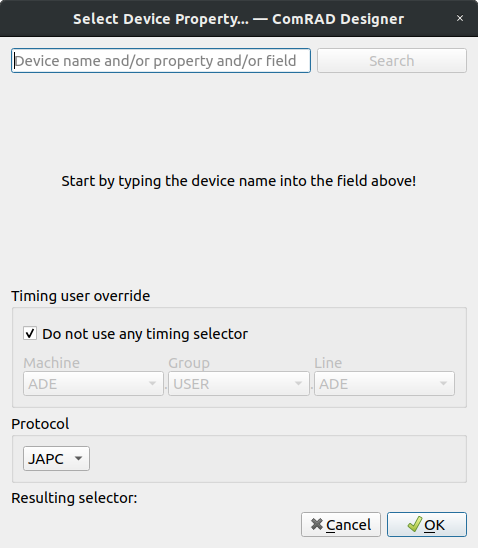 Select Device Property... — ComRAD Designer
Device name and/or property and/or field Search
Start by typing the device name into the field above!
Timing user override
Do not use any timing selector
Machine Group Line
ADE . USER . ADE
Protocol
JAPC
Resulting selector:
Cancel OK